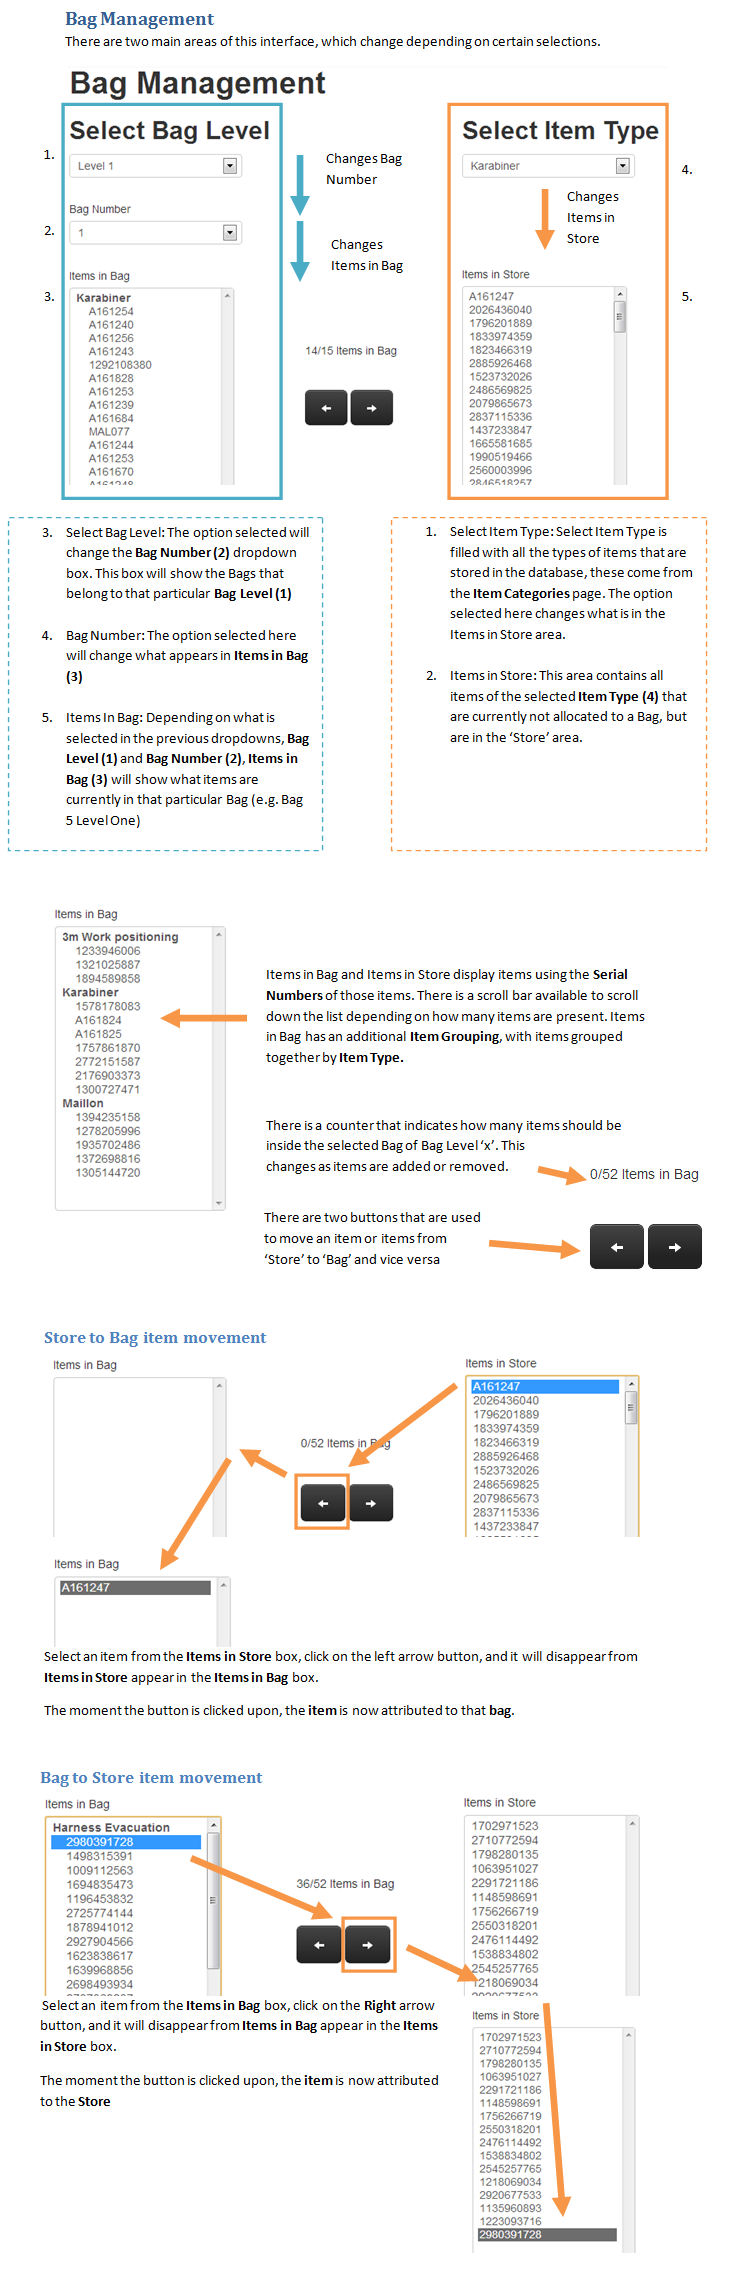 Bag Management
There are two main areas of this interface, which change depending on certain selections.
Bag Management
Select Bag Level
1.
Level 1
Bag Number
2.
1
Items in Bag
3.
Karabiner
A161254
A161240
A161256
A161243
1292108380
A161828
A161253
A161239
A161684
MAL077
A161244
A161253
A161670
Changes Bag
Number
Changes
Items in Bag
14/15 Items in Bag
Select Item Type
Karabiner
4.
Changes
Items in
Store
Items in Store
5.
A161247
2026436040
1796201889
1833974359
1823466319
2885926468
1523732026
2486569825
2079865673
2837115336
1437233847
1665581685
1990519466
2560003996
2846518257
3. Select Bag Level: The option selected will
change the Bag Number (2) dropdown
box. This box will show the Bags that
belong to that particular Bag Level (1)
4. Bag Number: The option selected here
will change what appears in Items in Bag
(3)
5. Items In Bag: Depending on what is
selected in the previous dropdowns, Bag
Level (1) and Bag Number (2), Items in
Bag (3) will show what items are
currently in that particular Bag (e.g. Bag
5 Level One)
1. Select Item Type: Select Item Type is
filled with all the types of items that are
stored in the database, these come from
the Item Categories page. The option
selected here changes what is in the
Items in Store area.
2. Items in Store: This area contains all
items of the selected Item Type (4) that
are currently not allocated to a Bag, but
are in the ‘Store’ area.
Items in Bag
3m Work positioning
1233946006
1321025887
1894589858
Karabiner
1578178083
A161824
A161825
1757861870
2772151587
2176903373
1300727471
Maillon
1394235158
1278205996
1935702486
1372698816
1305144720
Items in Bag and Items in Store display items using the Serial
Numbers of those items. There is a scroll bar available to scroll
down the list depending on how many items are present. Items
in Bag has an additional Item Grouping, with items grouped
together by Item Type.
There is a counter that indicates how many items should be
inside the selected Bag of Bag Level ‘x’. This
changes as items are added or removed.
0/52 Items in Bag
There are two buttons that are used
to move an item or items from
‘Store’ to ‘Bag’ and vice versa
Store to Bag item movement
Items in Bag
0/52 Items in Bag
Items in Store
A161247
2026436040
1796201889
1833974359
1823466319
2885926468
1523732026
2486569825
2079865673
2837115336
1437233847
Items in Bag
A161247
Select an item from the Items in Store box, click on the left arrow button, and it will disappear from
Items in Store appear in the Items in Bag box.
The moment the button is clicked upon, the item is now attributed to that bag.
Bag to Store item movement
Items in Bag
Harness Evacuation
2980391728
1498315391
1009112563
1694835473
1196453832
2725774144
1878941012
2927904566
1623838617
1639968856
2698493934
36/52 Items in Bag
Items in Store
1702971523
2710772594
1798280135
1063951027
2291721186
1148598691
1756266719
2550318201
2476114492
1538834802
2545257765
1218069034
Select an item from the Items in Bag box, click on the Right arrow
button, and it will disappear from Items in Bag appear in the Items
in Store box.
The moment the button is clicked upon, the item is now attributed
to the Store
Items in Store
1702971523
2710772594
1798280135
1063951027
2291721186
1148598691
1756266719
2550318201
2476114492
1538834802
2545257765
1218069034
2920677533
1135960893
1223093716
2980391728